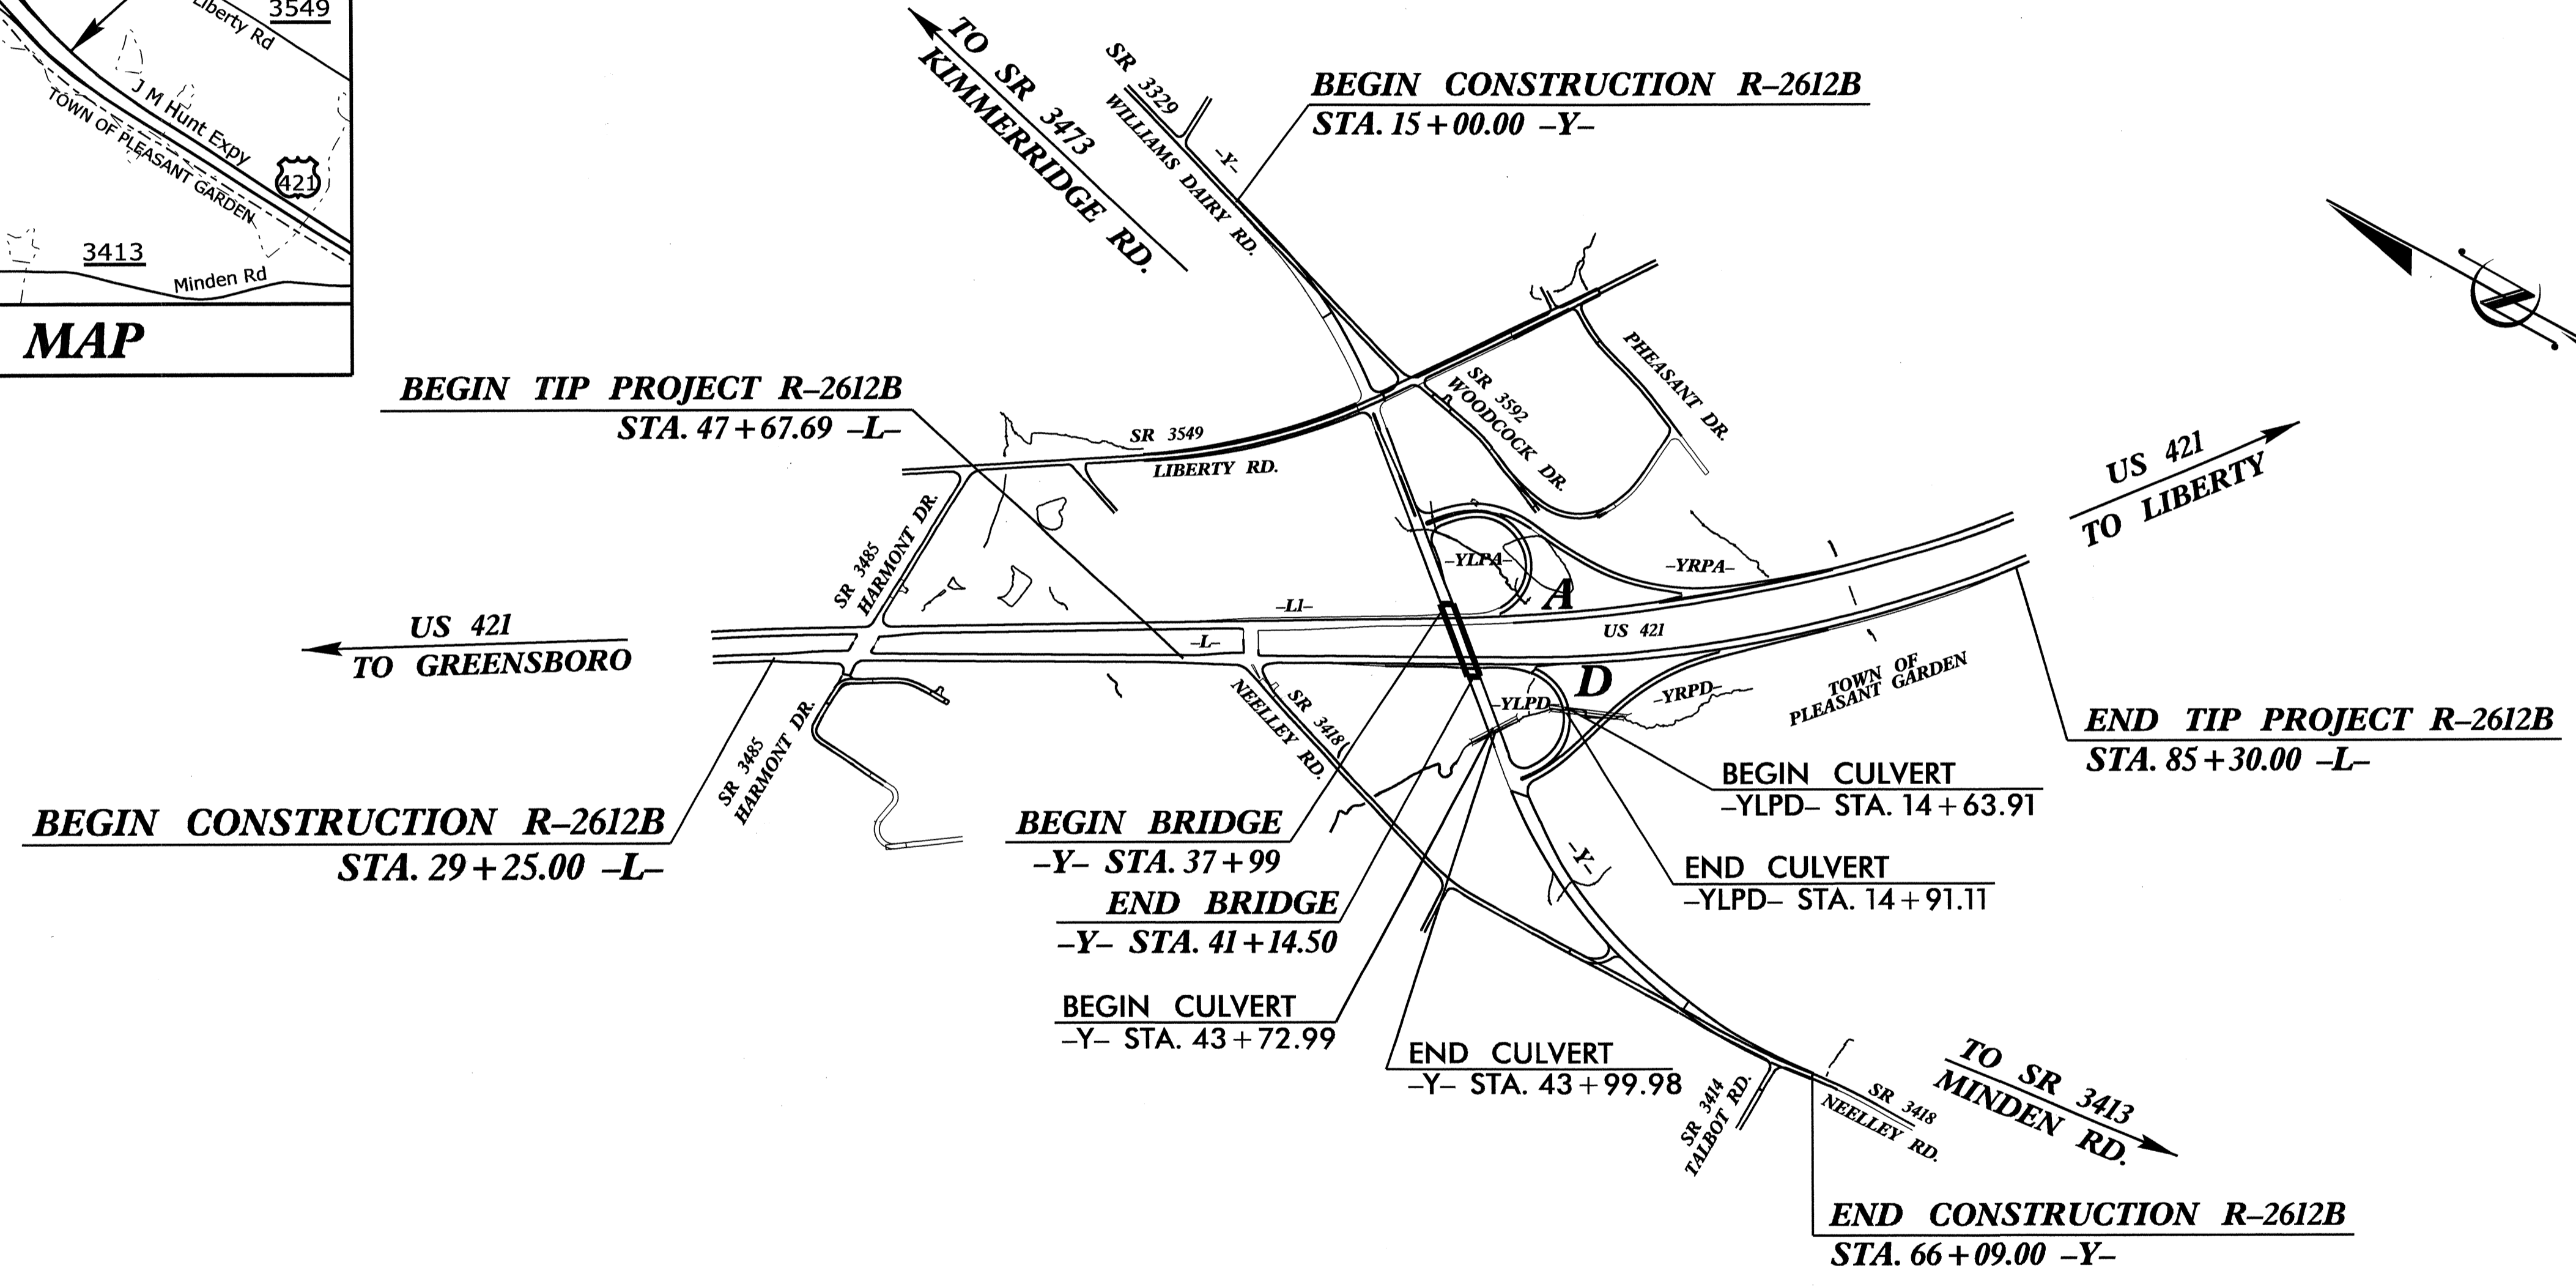 3549
Liberty Rd
J M Hunt Expy
TOWN OF PLEASANT GARDEN
421
3413
Minden Rd
MAP
TO SR 3473
KIMMERRIDGE RD.
SR 3329
WILLIAMS DAIRY RD.
–Y–
BEGIN CONSTRUCTION R–2612B
STA. 15+00.00 –Y–
BEGIN TIP PROJECT R–2612B
STA. 47+67.69 –L–
SR 3549
LIBERTY RD.
SR 3592
WOODCOCK DR.
PHEASANT DR.
US 421
TO LIBERTY
SR 3485
HARMONT DR.
–YLPA–
–YRPA–
A
–L1–
–L–
US 421
US 421
TO GREENSBORO
D
–YLPD–
–YRPD–
TOWN OF
PLEASANT GARDEN
NEELLEY RD.
SR 3418
SR 3485
HARMONT DR.
END TIP PROJECT R–2612B
STA. 85+30.00 –L–
BEGIN CULVERT
–YLPD– STA. 14+63.91
BEGIN CONSTRUCTION R–2612B
STA. 29+25.00 –L–
BEGIN BRIDGE
–Y– STA. 37+99
END CULVERT
–YLPD– STA. 14+91.11
–Y–
END BRIDGE
–Y– STA. 41+14.50
BEGIN CULVERT
–Y– STA. 43+72.99
END CULVERT
–Y– STA. 43+99.98
SR 3414
TALBOT RD.
SR 3418
NEELLEY RD.
TO SR 3413
MINDEN RD.
END CONSTRUCTION R–2612B
STA. 66+09.00 –Y–